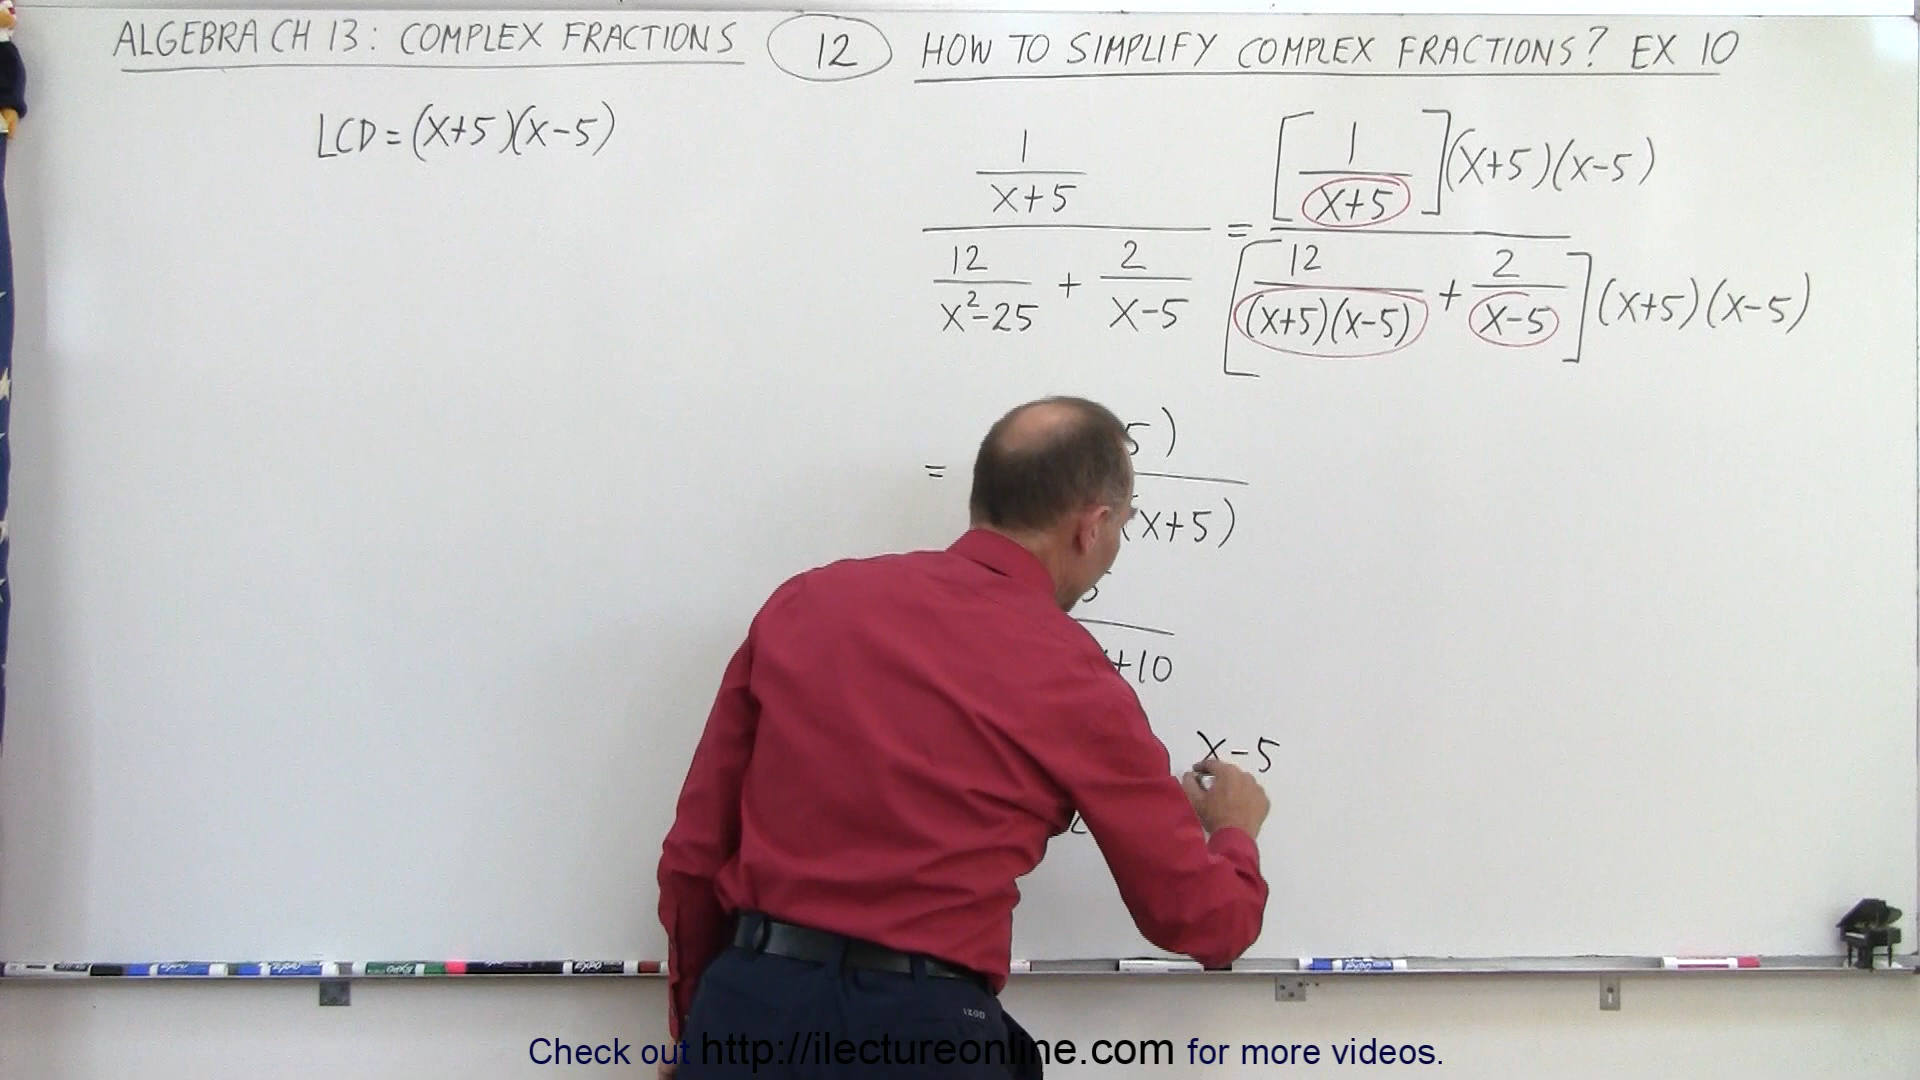 ALGEBRA CH 13: COMPLEX FRACTIONS 12 HOW TO SIMPLIFY COMPLEX FRACTIONS? EX 10
LCD = (X+5)(X-5)
1
X+5
12 + 2
X²-25 X-5
=
[1]
X+5
(X+5)(X-5)
[12 + 2]
(X+5)(X-5) X-5
(X+5)(X-5)
= 5)
(X+5)
5
+10
X-5
IZOD
Check out http://ilectureonline.com for more videos.